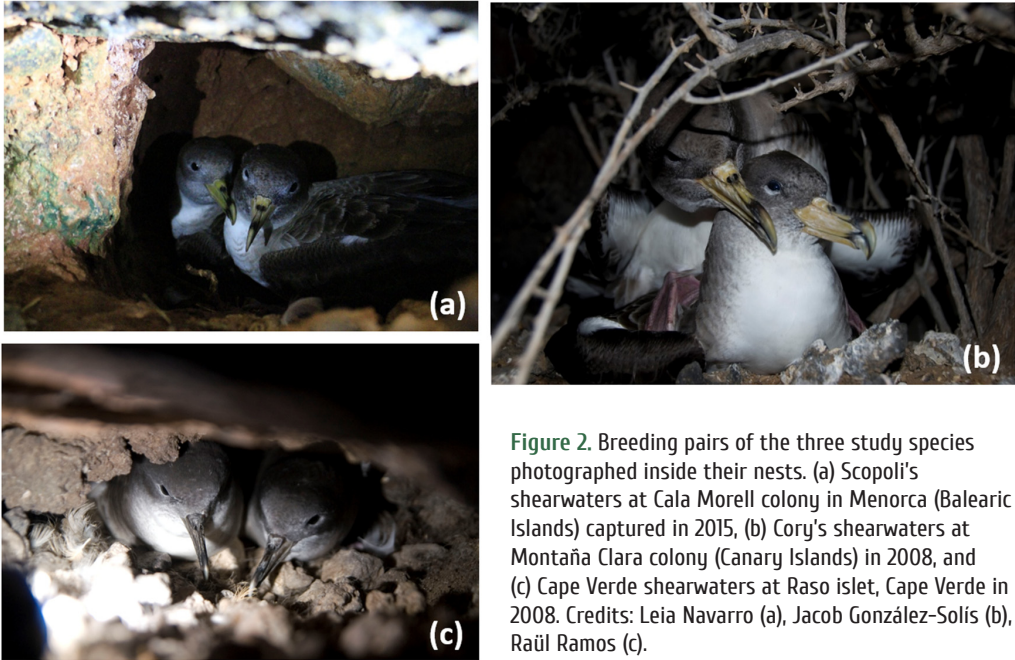 (a)
(b)
(c)
Figure 2. Breeding pairs of the three study species
photographed inside their nests. (a) Scopoli's
shearwaters at Cala Morell colony in Menorca (Balearic
Islands) captured in 2015, (b) Cory's shearwaters at
Montaña Clara colony (Canary Islands) in 2008, and
(c) Cape Verde shearwaters at Raso islet, Cape Verde in
2008. Credits: Leia Navarro (a), Jacob González-Solís (b),
Raül Ramos (c).